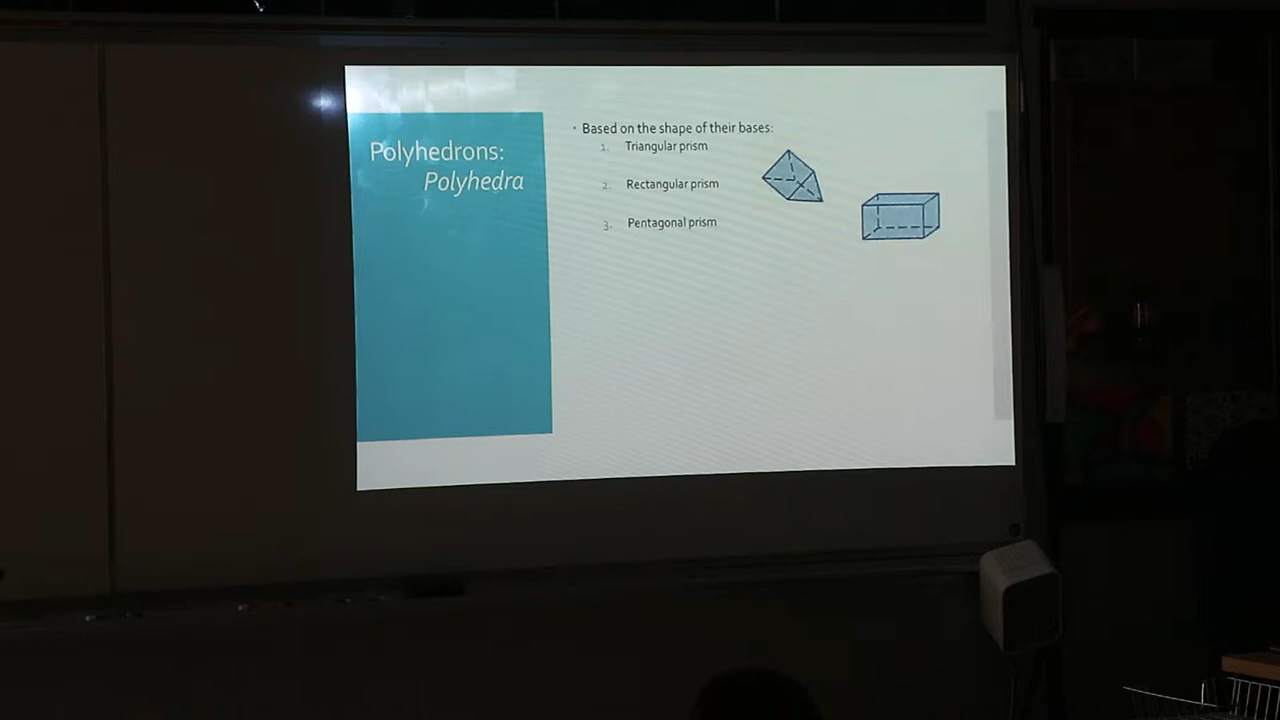 Polyhedrons:
Polyhedra
• Based on the shape of their bases:
1. Triangular prism
2. Rectangular prism
3. Pentagonal prism